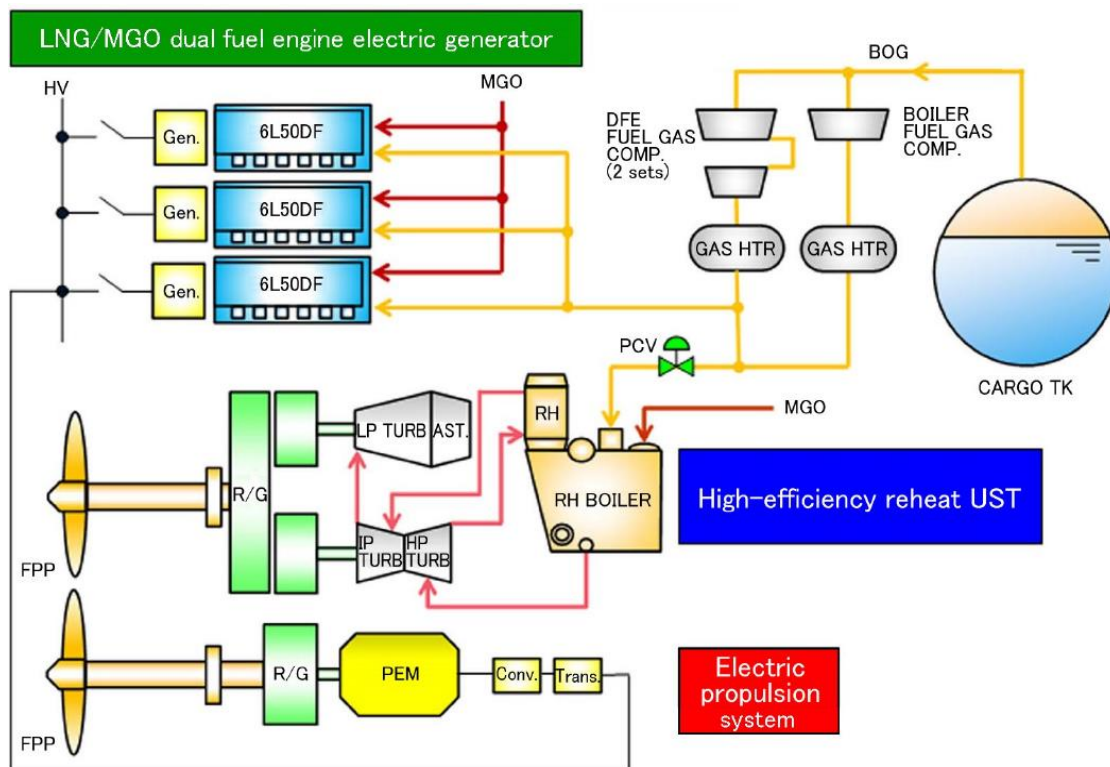 LNG/MGO dual fuel engine electric generator
HV
MGO
BOG
Gen.
6L50DF
Gen.
6L50DF
Gen.
6L50DF
DFE
FUEL GAS
COMP.
(2 sets)
BOILER
FUEL GAS
COMP.
GAS HTR
GAS HTR
PCV
CARGO TK
MGO
RH
RH BOILER
LP TURB
AST.
R/G
IP
TURB
HP
TURB
FPP
High-efficiency reheat UST
R/G
PEM
Conv.
Trans.
FPP
Electric
propulsion
system